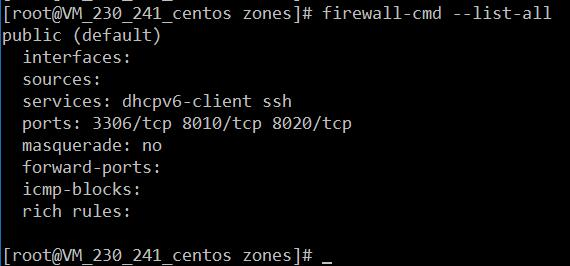 [root@VM_230_241_centos zones]# firewall-cmd --list-all
public (default)
interfaces:
sources:
services: dhcpv6-client ssh
ports: 3306/tcp 8010/tcp 8020/tcp
masquerade: no
forward-ports:
icmp-blocks:
rich rules:
[root@VM_230_241_centos zones]# _